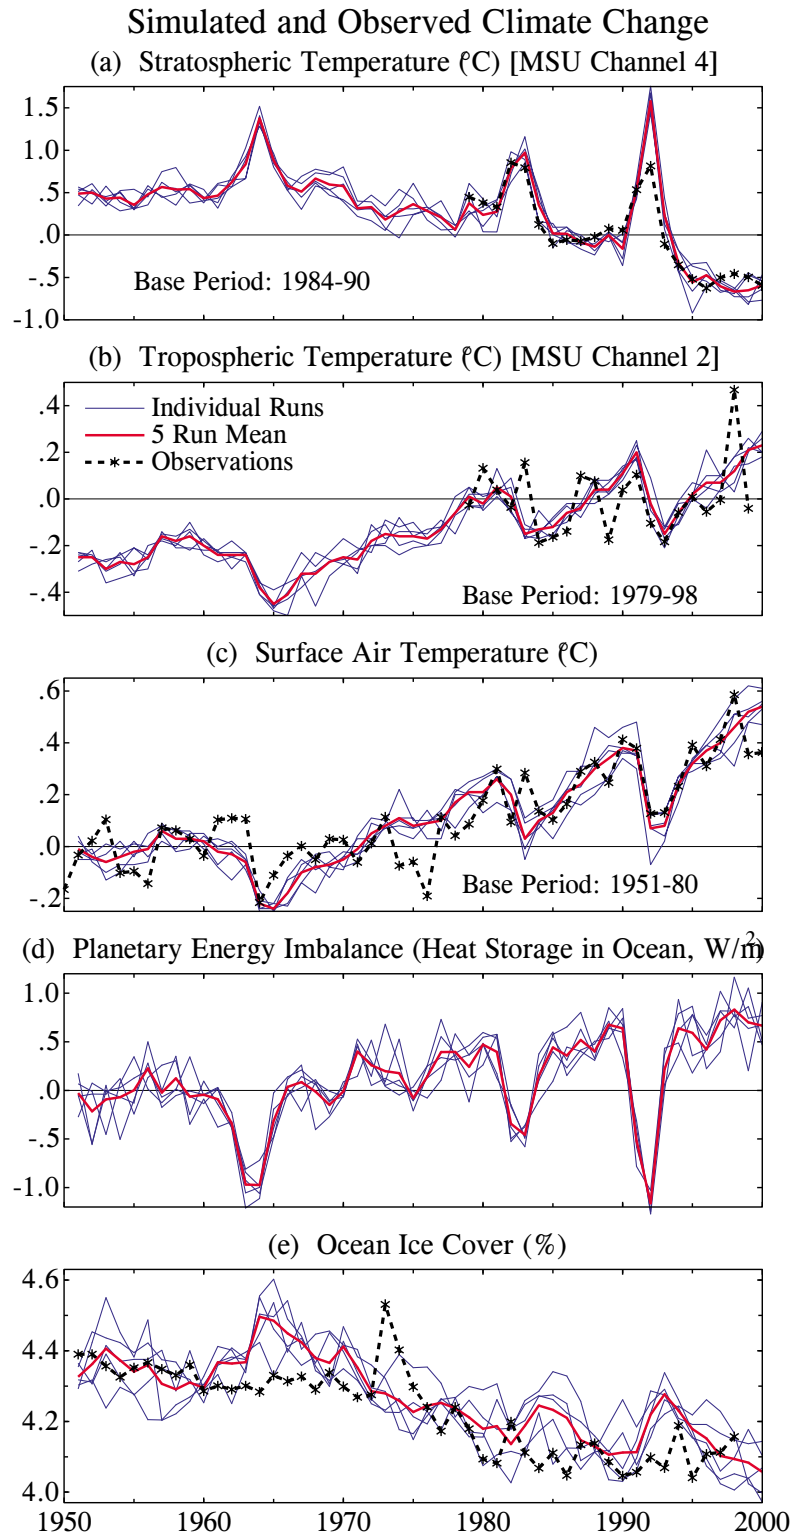 Simulated and Observed Climate Change
(a) Stratospheric Temperature (°C) [MSU Channel 4]
1.5
1.0
.5
.0
-.5
-1.0
Base Period: 1984-90
(b) Tropospheric Temperature (°C) [MSU Channel 2]
.4
.2
.0
-.2
-.4
Individual Runs
5 Run Mean
Observations
Base Period: 1979-98
(c) Surface Air Temperature (°C)
.6
.4
.2
.0
-.2
Base Period: 1951-80
(d) Planetary Energy Imbalance (Heat Storage in Ocean, W/m²)
1.0
.5
.0
-.5
-1.0
(e) Ocean Ice Cover (%)
4.6
4.4
4.2
4.0
1950 1960 1970 1980 1990 2000